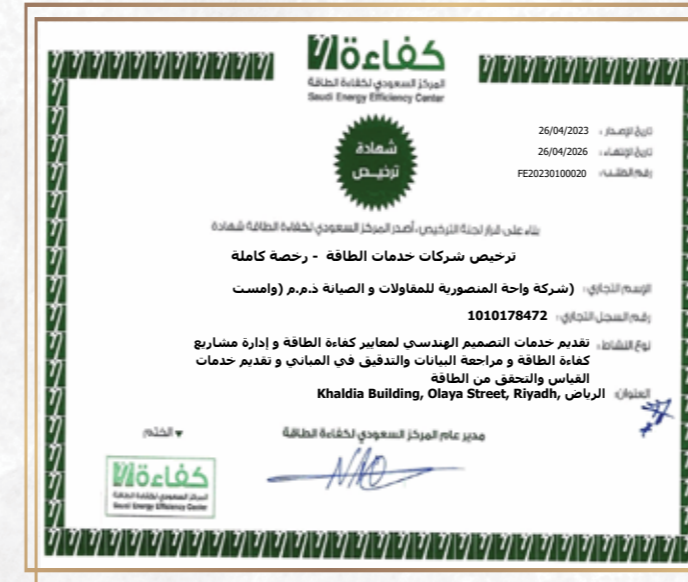 كفاءة
المركز السعودي لكفاءة الطاقة
Saudi Energy Efficiency Center
شهادة
ترخيــص
تاريخ الإصـدار : 26/04/2023
تاريخ الإنتهـاء : 26/04/2026
رقـم الطلــب : FE20230100020
بناء على قرار لجنة الترخيص، أصدر المركز السعودي لكفاءة الطاقة شهادة
ترخيص شركات خدمات الطاقة - رخصة كاملة
الإسم التجاري: (شركة واحة المنصورية للمقاولات و الصيانة ذ.م.م (وامست
رقم السجل التجاري: 1010178472
نوع النشاط: تقديم خدمات التصميم الهندسي لمعايير كفاءة الطاقة و إدارة مشاريع
كفاءة الطاقة و مراجعة البيانات والتدقيق في المباني و تقديم خدمات
القياس والتحقق من الطاقة
العنوان: الرياض Khaldia Building, Olaya Street, Riyadh,
مدير عام المركز السعودي لكفاءة الطاقة
الختم
كفاءة
المركز السعودي لكفاءة الطاقة
Saudi Energy Efficiency Center